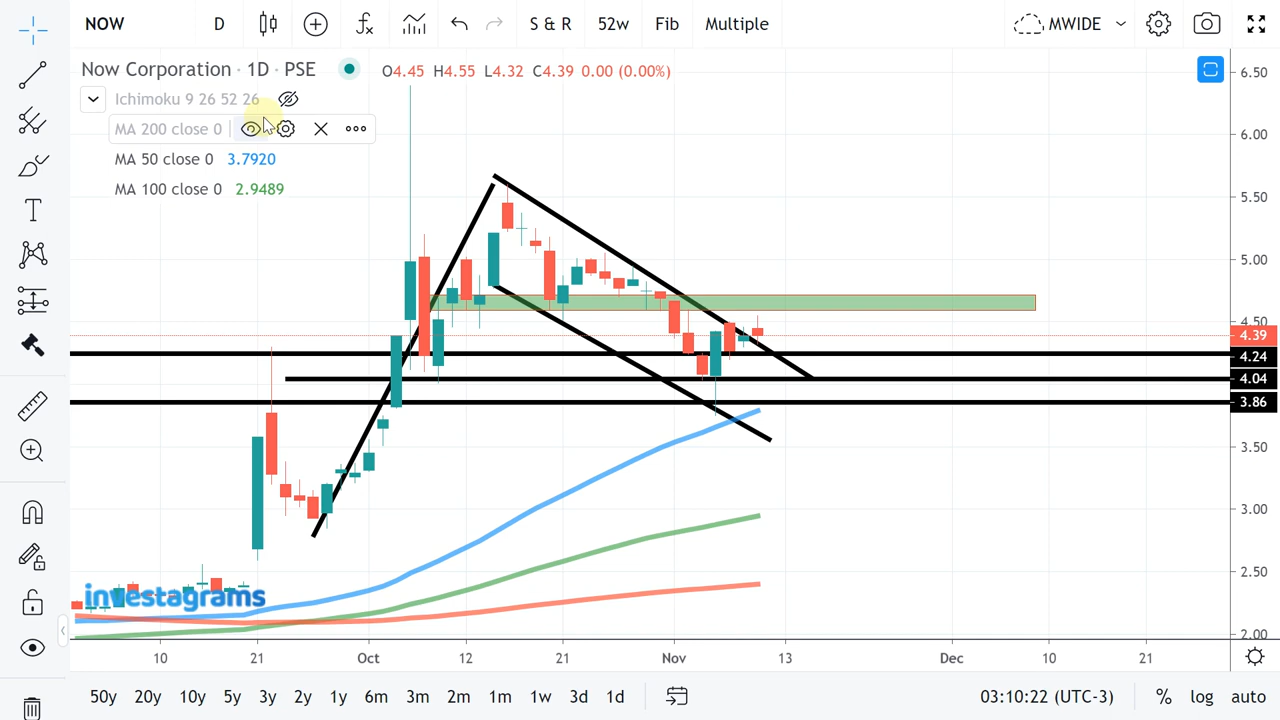 NOW D S & R 52w Fib Multiple MWIDE
Now Corporation · 1D · PSE O4.45 H4.55 L4.32 C4.39 0.00 (0.00%)
Ichimoku 9 26 52 26
MA 200 close 0
MA 50 close 0 3.7920
MA 100 close 0 2.9489
6.50
6.00
5.50
5.00
4.50
4.39
4.24
4.04
3.86
3.50
3.00
2.50
2.00
investagrams
10 21 Oct 12 21 Nov 13 Dec 10 21
50y 20y 10y 5y 3y 2y 1y 6m 3m 2m 1m 1w 3d 1d 03:10:22 (UTC-3) % log auto